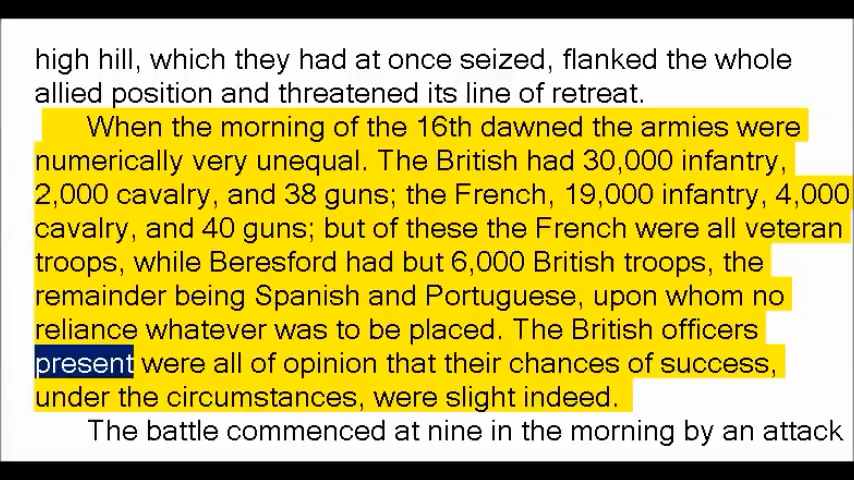 high hill, which they had at once seized, flanked the whole
allied position and threatened its line of retreat.
When the morning of the 16th dawned the armies were
numerically very unequal. The British had 30,000 infantry,
2,000 cavalry, and 38 guns; the French, 19,000 infantry, 4,000
cavalry, and 40 guns; but of these the French were all veteran
troops, while Beresford had but 6,000 British troops, the
remainder being Spanish and Portuguese, upon whom no
reliance whatever was to be placed. The British officers
present were all of opinion that their chances of success,
under the circumstances, were slight indeed.
The battle commenced at nine in the morning by an attack